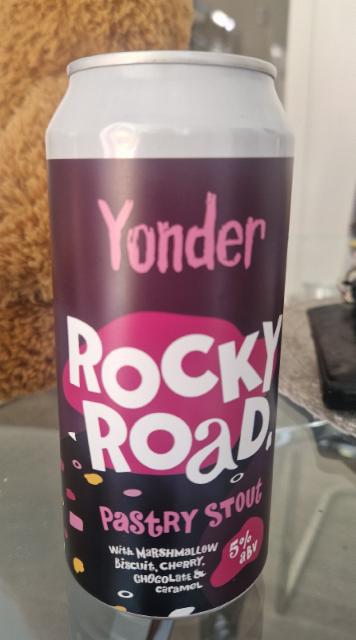 Yonder
ROCKY
ROaD.
PaSTRY STOUT
With MaRSHMaLLOW
BiSCUIT, CHERRY,
CHOCOLaTE &
CaRaMEL
5%
aBV